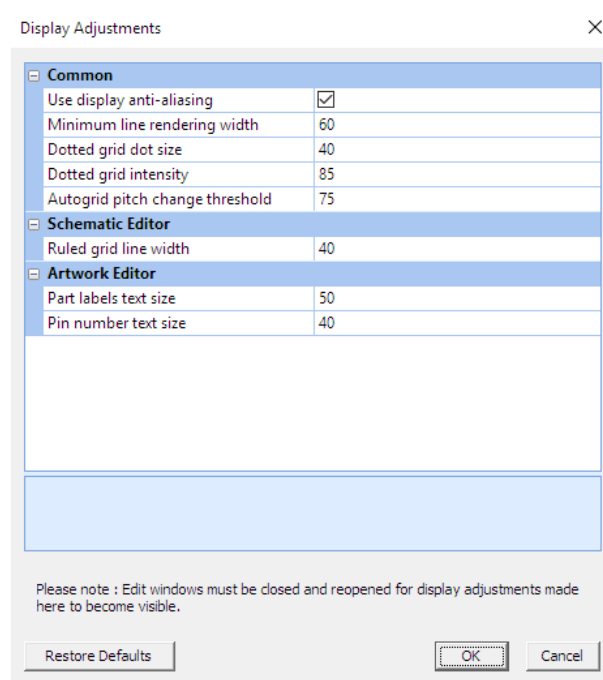 Display Adjustments
Common
Use display anti-aliasing
Minimum line rendering width 60
Dotted grid dot size 40
Dotted grid intensity 85
Autogrid pitch change threshold 75
Schematic Editor
Ruled grid line width 40
Artwork Editor
Part labels text size 50
Pin number text size 40
Please note : Edit windows must be closed and reopened for display adjustments made
here to become visible.
Restore Defaults OK Cancel